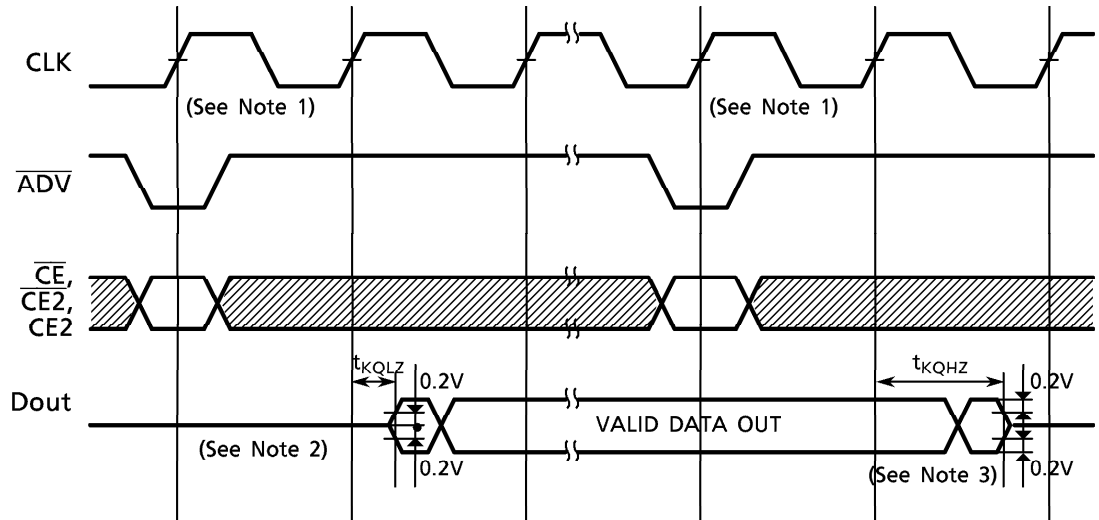 CLK
(See Note 1)
(See Note 1)
ADV
CE,
CE2,
CE2
tKQLZ
tKQHZ
0.2V
0.2V
Dout
VALID DATA OUT
(See Note 2)
0.2V
(See Note 3)
0.2V